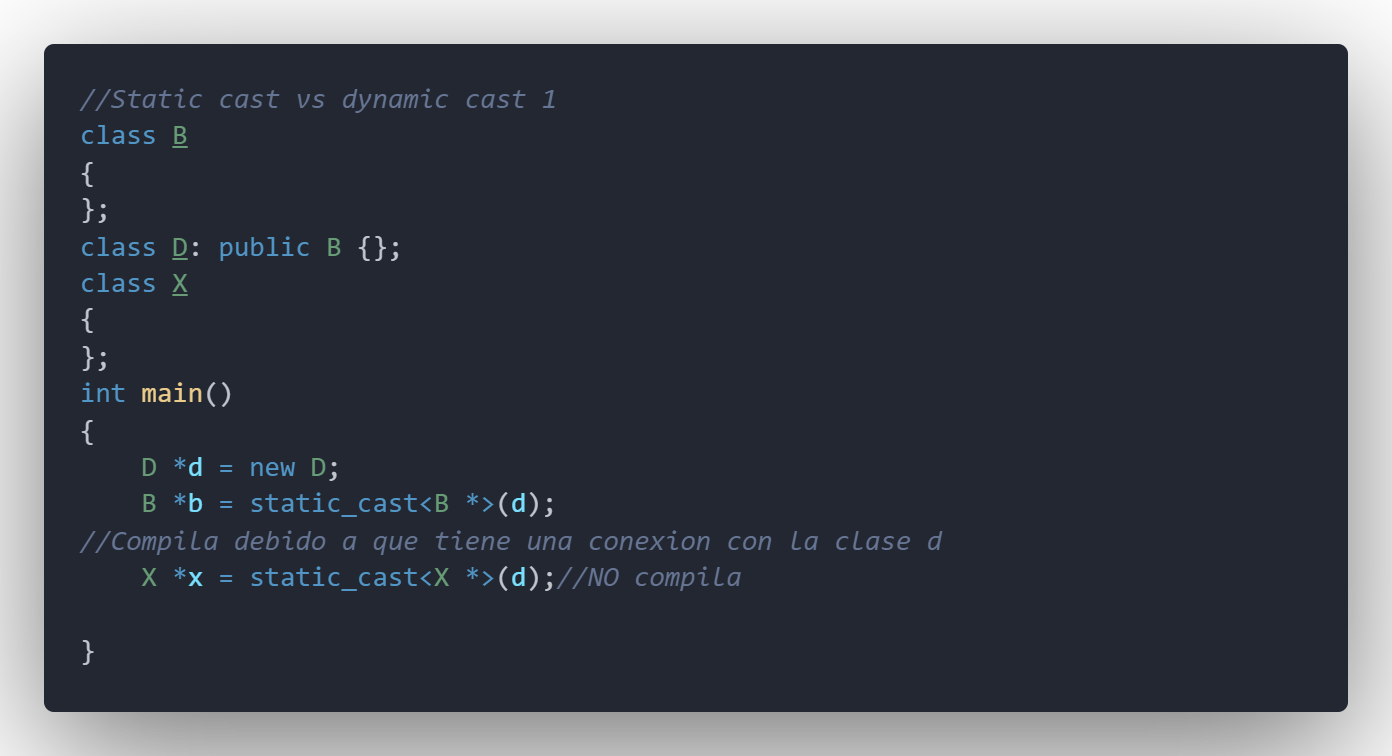 //Static cast vs dynamic cast 1
class B
{
};
class D: public B {};
class X
{
};
int main()
{
    D *d = new D;
    B *b = static_cast<B *>(d);
//Compila debido a que tiene una conexion con la clase d
    X *x = static_cast<X *>(d);//NO compila
}